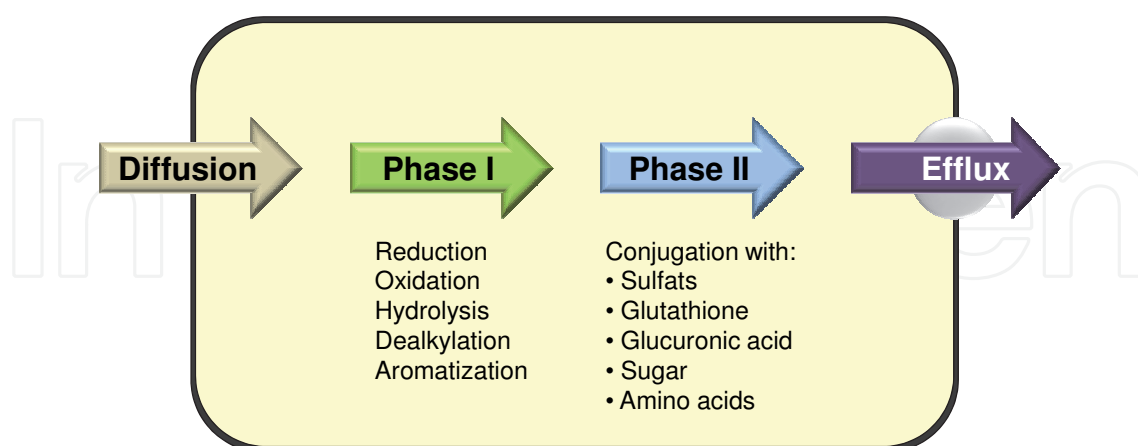 Diffusion
Phase I
Phase II
Efflux
Reduction
Oxidation
Hydrolysis
Dealkylation
Aromatization
Conjugation with:
• Sulfats
• Glutathione
• Glucuronic acid
• Sugar
• Amino acids